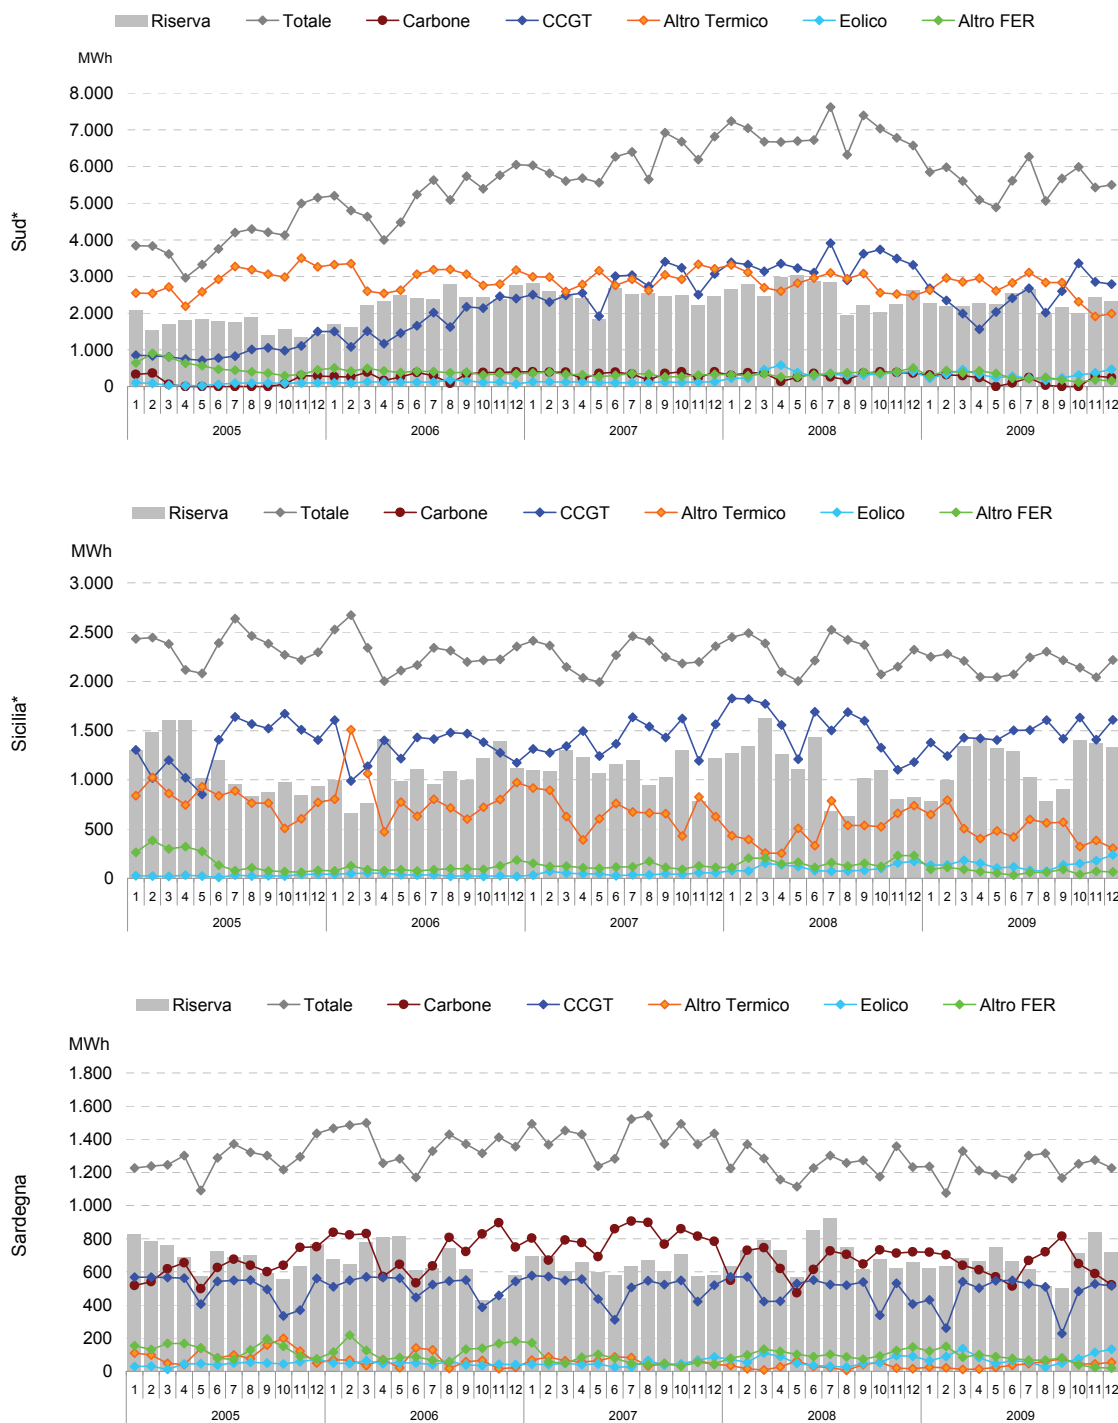 Riserva Totale Carbone CCGT Altro Termico Eolico Altro FER
MWh
8.000
7.000
6.000
5.000
4.000
3.000
2.000
1.000
0
Sud*
1 2 3 4 5 6 7 8 9 10 11 12 1 2 3 4 5 6 7 8 9 10 11 12 1 2 3 4 5 6 7 8 9 10 11 12 1 2 3 4 5 6 7 8 9 10 11 12 1 2 3 4 5 6 7 8 9 10 11 12
2005 2006 2007 2008 2009
Riserva Totale Carbone CCGT Altro Termico Eolico Altro FER
MWh
3.000
2.500
2.000
1.500
1.000
500
0
Sicilia*
1 2 3 4 5 6 7 8 9 10 11 12 1 2 3 4 5 6 7 8 9 10 11 12 1 2 3 4 5 6 7 8 9 10 11 12 1 2 3 4 5 6 7 8 9 10 11 12 1 2 3 4 5 6 7 8 9 10 11 12
2005 2006 2007 2008 2009
Riserva Totale Carbone CCGT Altro Termico Eolico Altro FER
MWh
1.800
1.600
1.400
1.200
1.000
800
600
400
200
0
Sardegna
1 2 3 4 5 6 7 8 9 10 11 12 1 2 3 4 5 6 7 8 9 10 11 12 1 2 3 4 5 6 7 8 9 10 11 12 1 2 3 4 5 6 7 8 9 10 11 12 1 2 3 4 5 6 7 8 9 10 11 12
2005 2006 2007 2008 2009